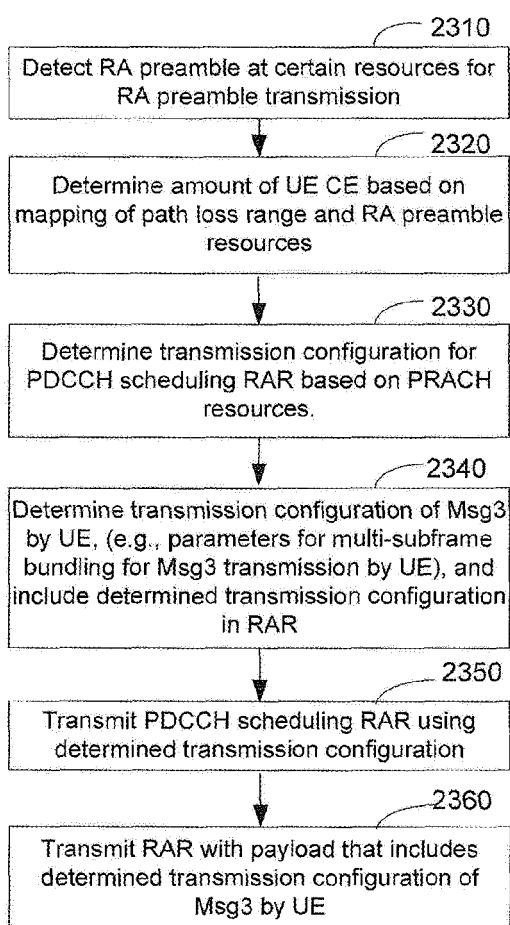 2310
Detect RA preamble at certain resources for
RA preamble transmission
2320
Determine amount of UE CE based on
mapping of path loss range and RA preamble
resources
2330
Determine transmission configuration for
PDCCH scheduling RAR based on PRACH
resources.
2340
Determine transmission configuration of Msg3
by UE, (e.g., parameters for multi-subframe
bundling for Msg3 transmission by UE), and
include determined transmission configuration
in RAR
2350
Transmit PDCCH scheduling RAR using
determined transmission configuration
2360
Transmit RAR with payload that includes
determined transmission configuration of
Msg3 by UE